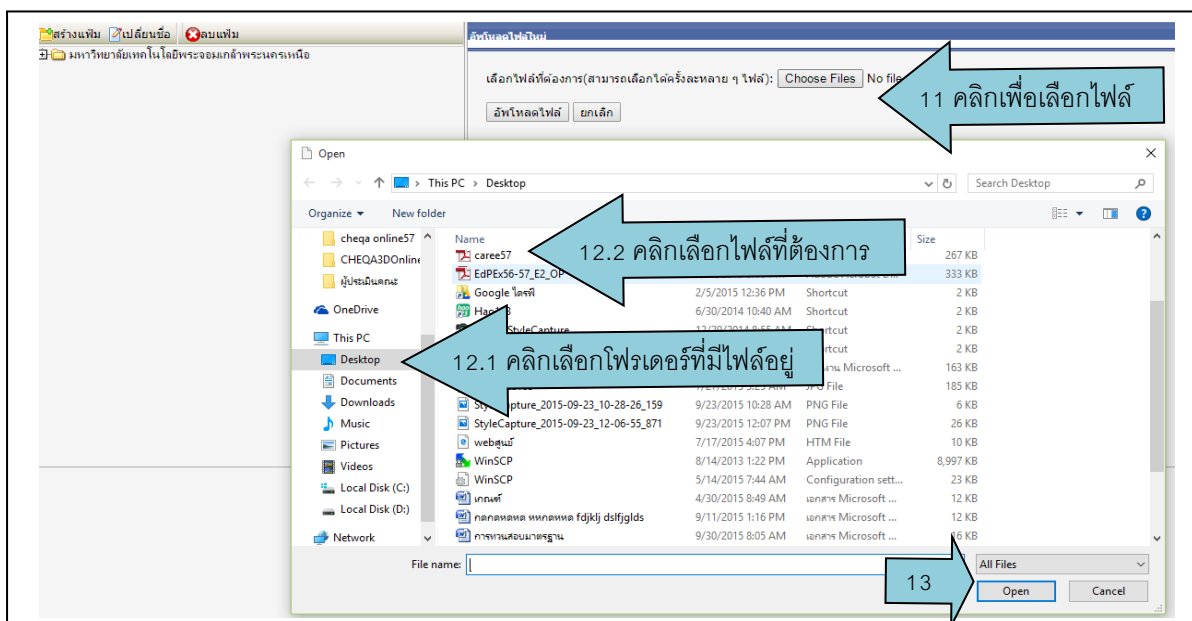 สร้างแฟ้ม เปลี่ยนชื่อ ลบแฟ้ม
มหาวิทยาลัยเทคโนโลยีพระจอมเกล้าพระนครเหนือ
อัพโหลดไฟล์ใหม่
เลือกไฟล์ที่ต้องการ(สามารถเลือกได้ครั้งละหลาย ๆ ไฟล์): Choose Files No file
อัพโหลดไฟล์ ยกเลิก
11 คลิกเพื่อเลือกไฟล์
Open
This PC › Desktop
Search Desktop
Organize New folder
cheqa online57
CHEQA3DOnline
ผู้ประเมินคณะ
OneDrive
This PC
Desktop
Documents
Downloads
Music
Pictures
Videos
Local Disk (C:)
Local Disk (D:)
Network
Name Size
caree57 267 KB
EdPEx56-57_E2_OP 333 KB
Google ไดรฟ์ 2/5/2015 12:36 PM Shortcut 2 KB
6/30/2014 10:40 AM Shortcut 2 KB
StyleCapture 2 KB
2 KB
Microsoft ... 163 KB
185 KB
StyleCapture_2015-09-23_10-28-26_159 9/23/2015 10:28 AM PNG File 6 KB
StyleCapture_2015-09-23_12-06-55_871 9/23/2015 12:07 PM PNG File 26 KB
webศูนย์ 7/17/2015 4:07 PM HTM File 10 KB
WinSCP 8/14/2013 1:22 PM Application 8,997 KB
WinSCP 5/14/2015 7:44 AM Configuration sett... 23 KB
เกณฑ์ 4/30/2015 8:49 AM เอกสาร Microsoft ... 12 KB
fdjklj dslfjglds 9/11/2015 1:16 PM เอกสาร Microsoft ... 12 KB
การทวนสอบมาตรฐาน 9/30/2015 8:05 AM เอกสาร Microsoft ... 16 KB
12.2 คลิกเลือกไฟล์ที่ต้องการ
12.1 คลิกเลือกโฟรเดอร์ที่มีไฟล์อยู่
File name:
All Files
13
Open Cancel